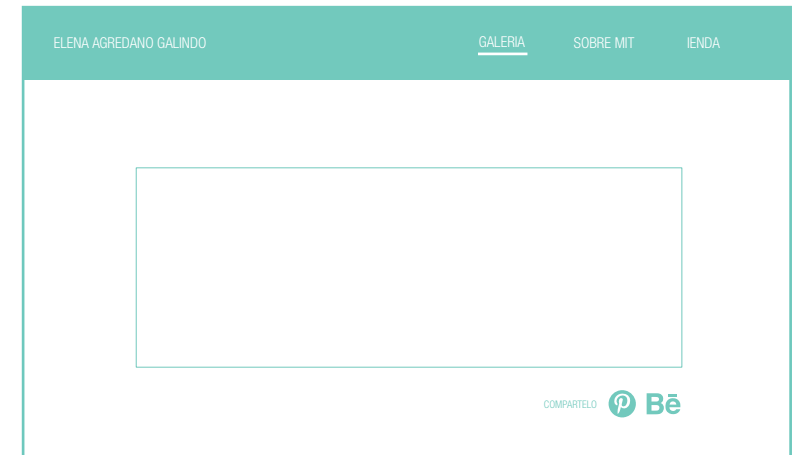 ELENA AGREDANO GALINDO GALERIA SOBRE MIT IENDA
COMPARTELO Bē